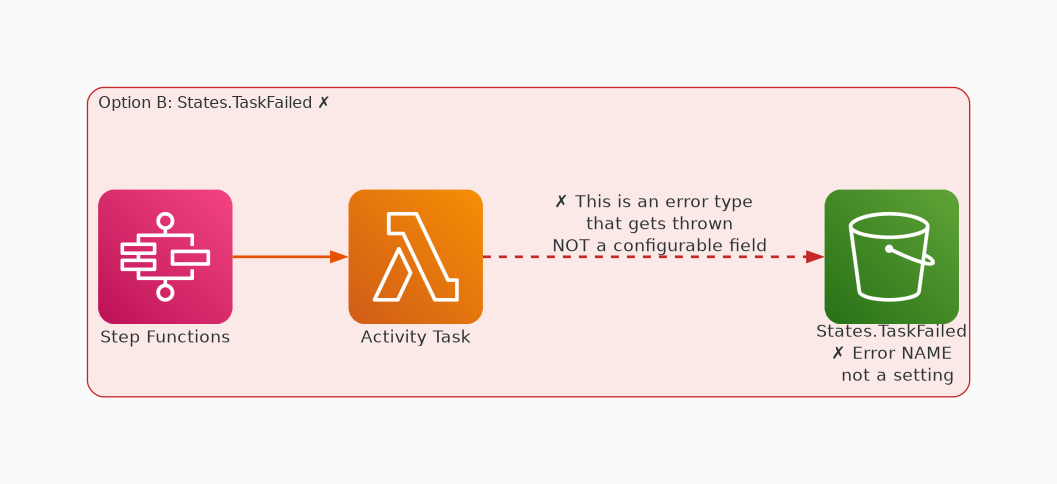 Option B: States.TaskFailed ✗
✗ This is an error type
that gets thrown
NOT a configurable field
Step Functions
Activity Task
States.TaskFailed
✗ Error NAME
not a setting